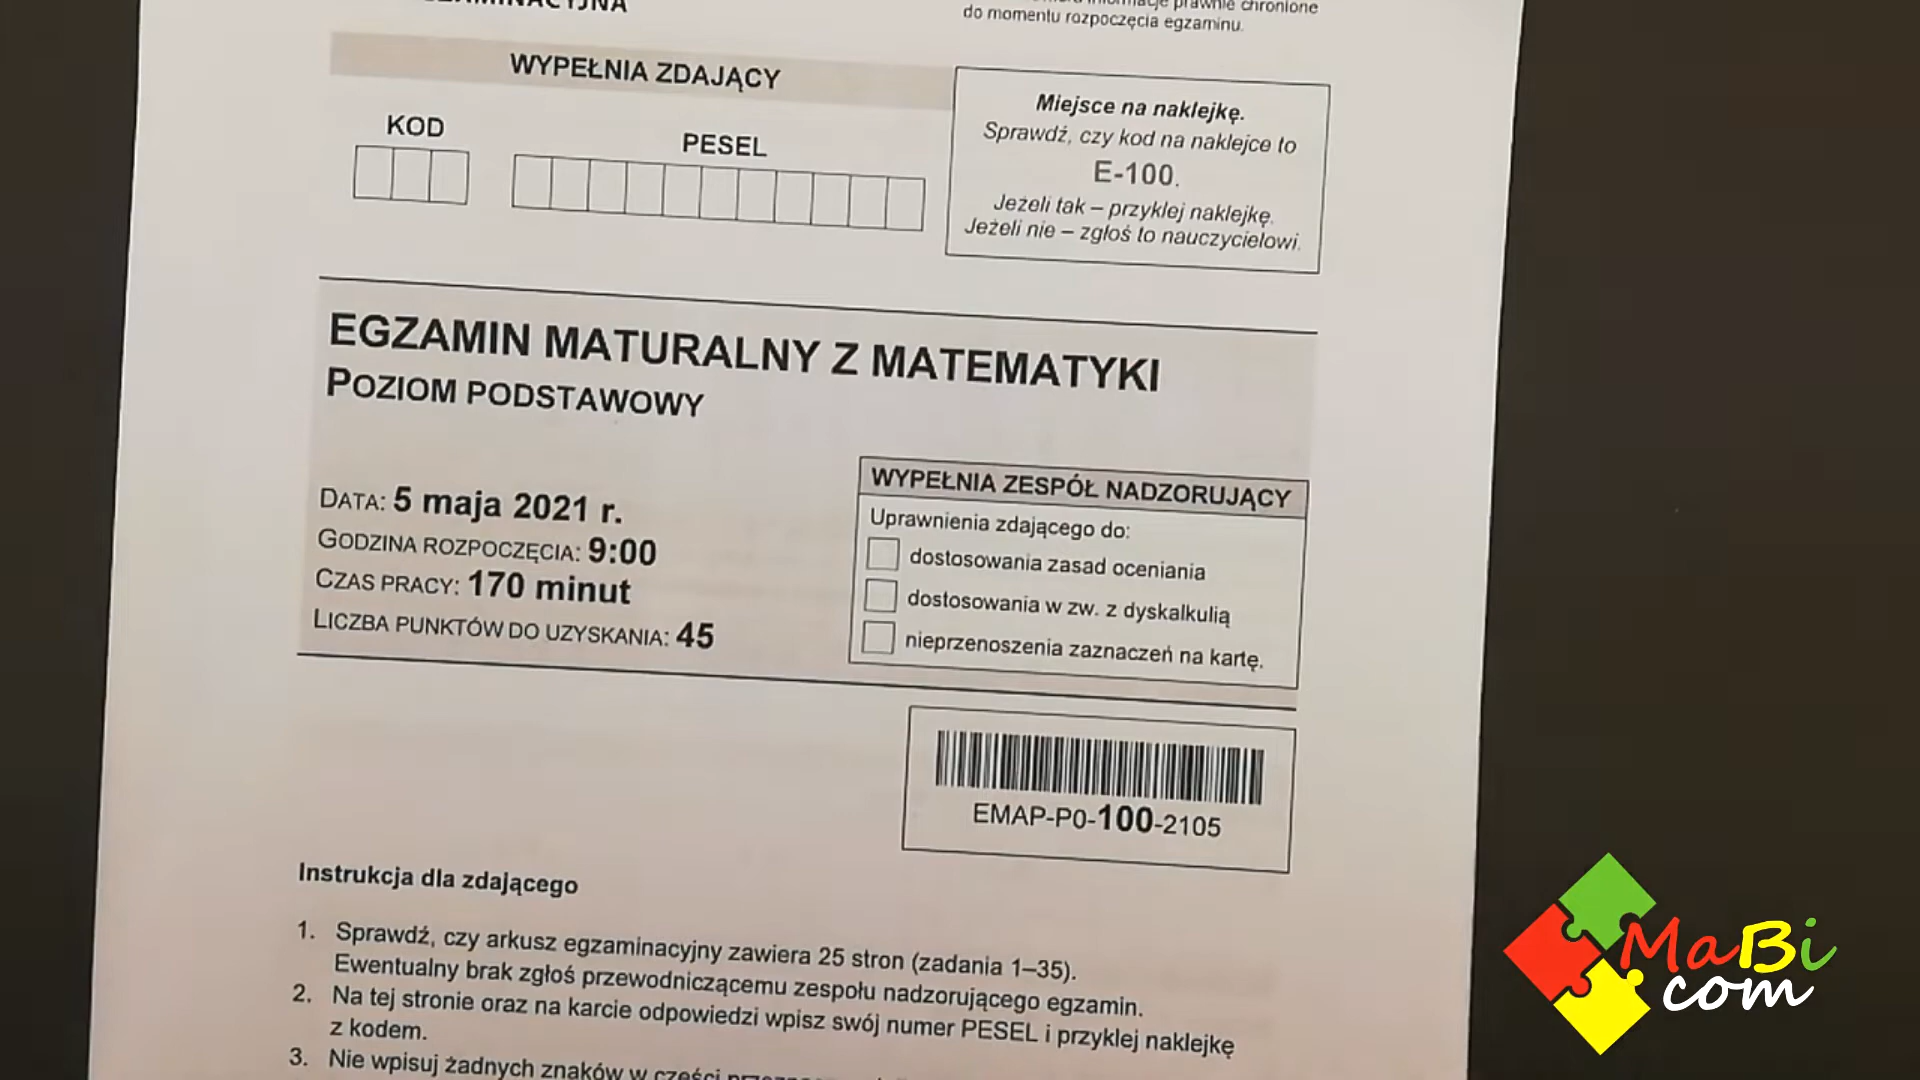 do momentu rozpoczęcia egzaminu.
WYPEŁNIA ZDAJĄCY
KOD
PESEL
Miejsce na naklejkę.
Sprawdź, czy kod na naklejce to
E-100.
Jeżeli tak – przyklej naklejkę.
Jeżeli nie – zgłoś to nauczycielowi.
EGZAMIN MATURALNY Z MATEMATYKI
POZIOM PODSTAWOWY
DATA: 5 maja 2021 r.
GODZINA ROZPOCZĘCIA: 9:00
CZAS PRACY: 170 minut
LICZBA PUNKTÓW DO UZYSKANIA: 45
WYPEŁNIA ZESPÓŁ NADZORUJĄCY
Uprawnienia zdającego do:
dostosowania zasad oceniania
dostosowania w zw. z dyskalkulią
nieprzenoszenia zaznaczeń na kartę.
EMAP-P0-100-2105
Instrukcja dla zdającego
1. Sprawdź, czy arkusz egzaminacyjny zawiera 25 stron (zadania 1–35).
Ewentualny brak zgłoś przewodniczącemu zespołu nadzorującego egzamin.
2. Na tej stronie oraz na karcie odpowiedzi wpisz swój numer PESEL i przyklej naklejkę
z kodem.
3. Nie wpisuj żadnych znaków w części
MaBi
com